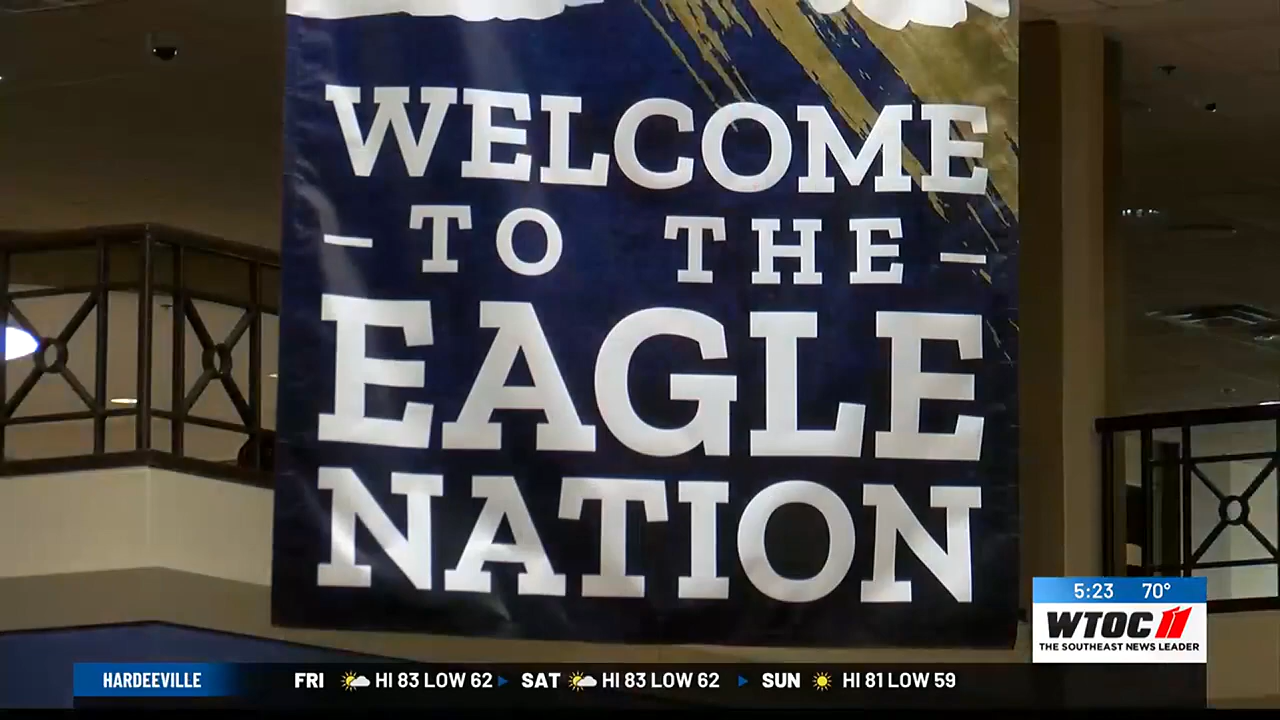 WELCOME
– TO THE –
EAGLE
NATION
5:23 70°
WTOC 11
THE SOUTHEAST NEWS LEADER
HARDEEVILLE FRI HI 83 LOW 62 SAT HI 83 LOW 62 SUN HI 81 LOW 59